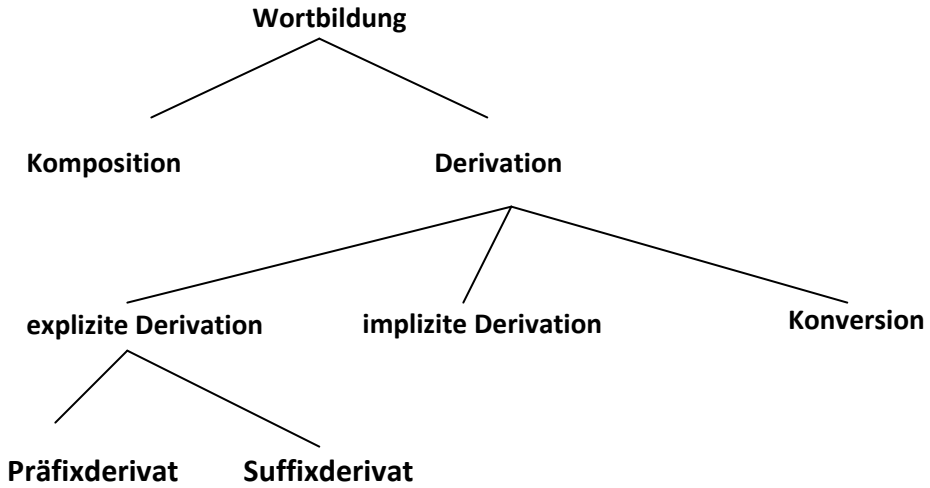 Wortbildung
Komposition Derivation
explizite Derivation implizite Derivation Konversion
Präfixderivat Suffixderivat